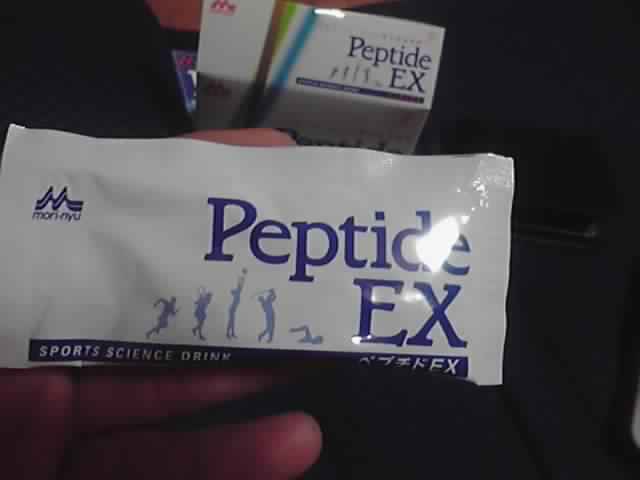 Peptide
EX
mori-nyu
Peptide
EX
SPORTS SCIENCE DRINK
ペプチドEX